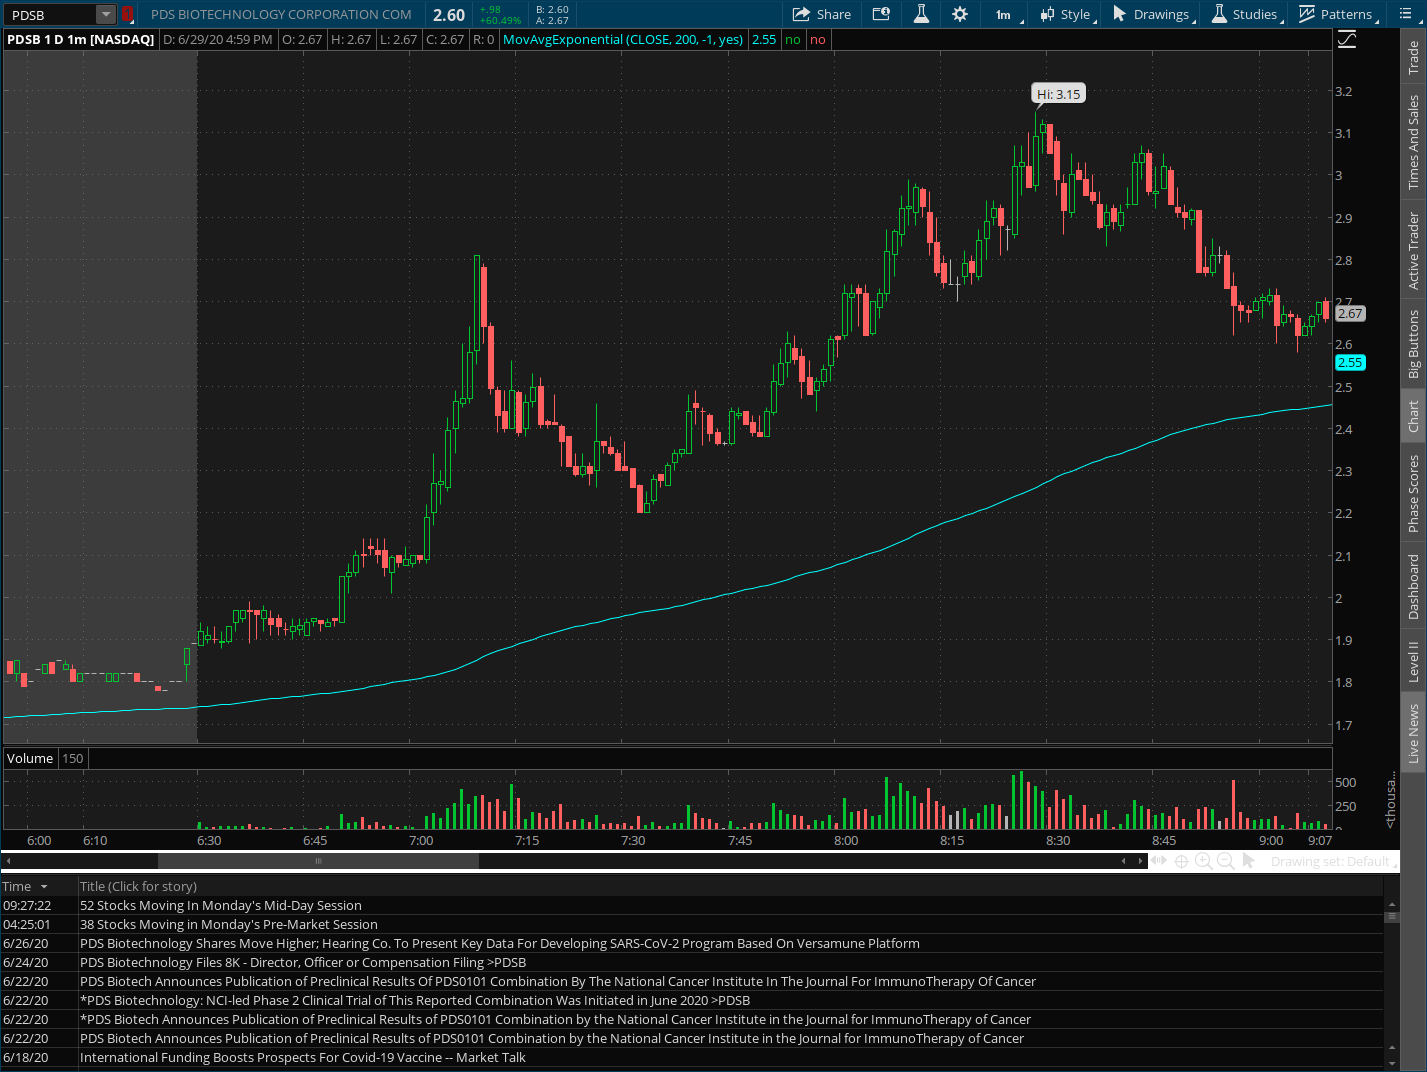 PDSB 1 PDS BIOTECHNOLOGY CORPORATION COM 2.60 +.98 B: 2.60 Share 1m Style Drawings Studies Patterns
+60.49% A: 2.67
PDSB 1 D 1m [NASDAQ] D: 6/29/20 4:59 PM O: 2.67 H: 2.67 L: 2.67 C: 2.67 R: 0 MovAvgExponential (CLOSE, 200, -1, yes) 2.55 no no
Hi: 3.15
3.2
3.1
3
2.9
2.8
2.7
2.67
2.6
2.55
2.5
2.4
2.3
2.2
2.1
2
1.9
1.8
1.7
Trade
Times And Sales
Active Trader
Big Buttons
Chart
Phase Scores
Dashboard
Level II
Live News
Volume 150
500
250
0
<thousa...
6:00 6:10 6:30 6:45 7:00 7:15 7:30 7:45 8:00 8:15 8:30 8:45 9:00 9:07
Drawing set: Default
Time Title (Click for story)
09:27:22 52 Stocks Moving In Monday's Mid-Day Session
04:25:01 38 Stocks Moving in Monday's Pre-Market Session
6/26/20 PDS Biotechnology Shares Move Higher; Hearing Co. To Present Key Data For Developing SARS-CoV-2 Program Based On Versamune Platform
6/24/20 PDS Biotechnology Files 8K - Director, Officer or Compensation Filing >PDSB
6/22/20 PDS Biotech Announces Publication of Preclinical Results Of PDS0101 Combination By The National Cancer Institute In The Journal For ImmunoTherapy Of Cancer
6/22/20 *PDS Biotechnology: NCI-led Phase 2 Clinical Trial of This Reported Combination Was Initiated in June 2020 >PDSB
6/22/20 *PDS Biotech Announces Publication of Preclinical Results of PDS0101 Combination by the National Cancer Institute in the Journal for ImmunoTherapy of Cancer
6/22/20 PDS Biotech Announces Publication of Preclinical Results of PDS0101 Combination by the National Cancer Institute in the Journal for ImmunoTherapy of Cancer
6/18/20 International Funding Boosts Prospects For Covid-19 Vaccine -- Market Talk